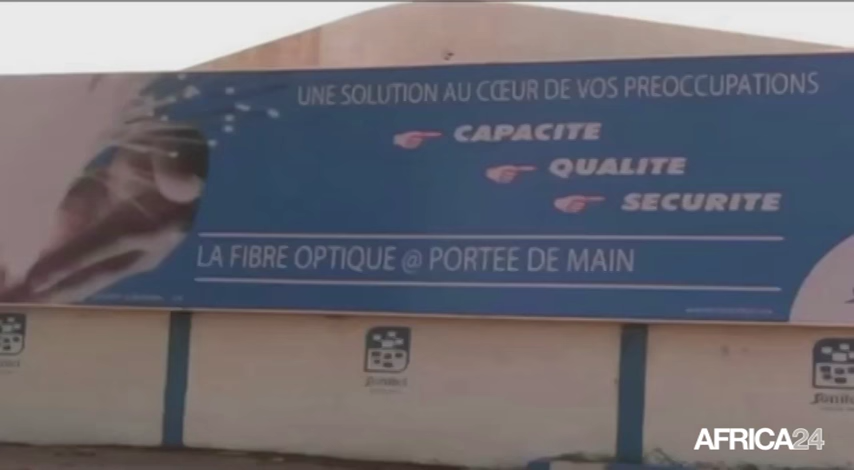 UNE SOLUTION AU CŒUR DE VOS PREOCCUPATIONS
CAPACITE
QUALITE
SECURITE
LA FIBRE OPTIQUE @ PORTEE DE MAIN
AFRICA24